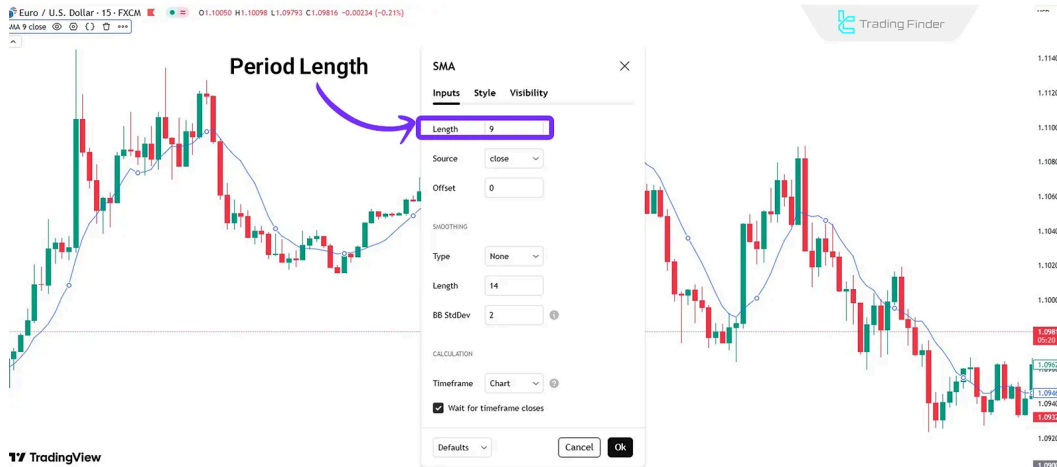 Euro / U.S. Dollar · 15 · FXCM O1.10050 H1.10098 L1.09793 C1.09816 -0.00234 (-0.21%)
SMA 9 close
Trading Finder
Period Length
SMA
Inputs Style Visibility
Length 9
Source close
Offset 0
SMOOTHING
Type None
Length 14
BB StdDev 2
CALCULATION
Timeframe Chart
Wait for timeframe closes
Defaults Cancel Ok
TradingView
1.1140
1.1120
1.1100
1.1080
1.1060
1.1040
1.1020
1.1000
1.0981
05:20
1.0962
1.0946
1.0940
1.0932
1.0920